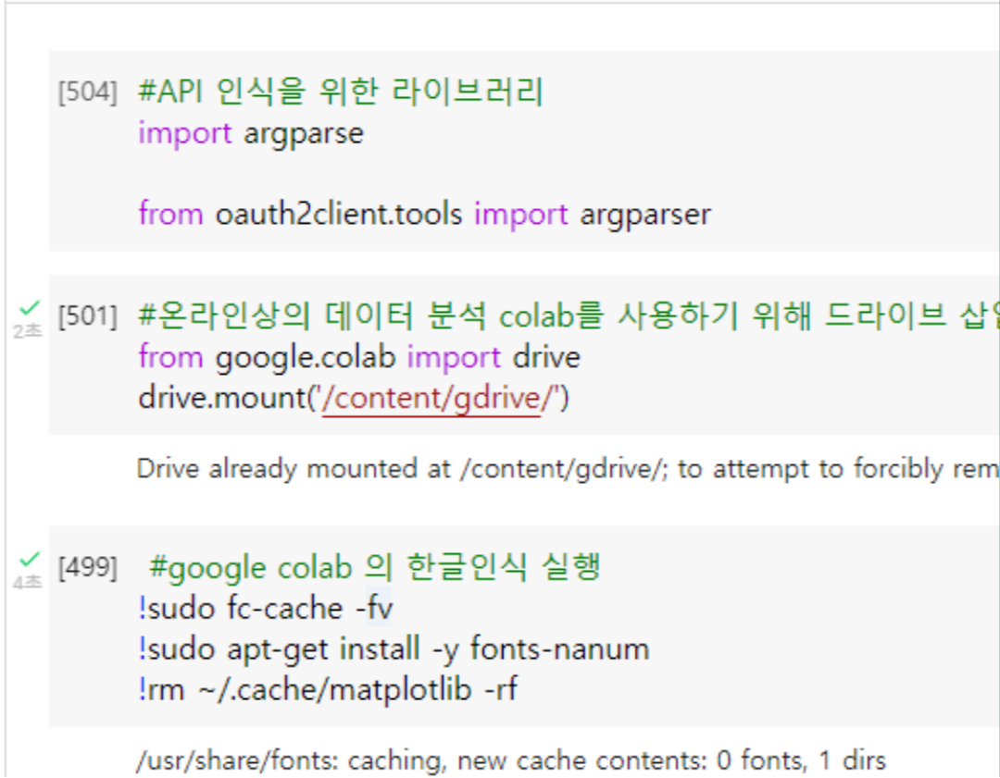 [504] #API 인식을 위한 라이브러리
import argparse
from oauth2client.tools import argparser
[501] #온라인상의 데이터 분석 colab를 사용하기 위해 드라이브
2초
from google.colab import drive
drive.mount('/content/gdrive/')
Drive already mounted at /content/gdrive/; to attempt to forcibly rem
[499] #google colab 의 한글인식 실행
4초
!sudo fc-cache -fv
!sudo apt-get install -y fonts-nanum
!rm ~/.cache/matplotlib -rf
/usr/share/fonts: caching, new cache contents: 0 fonts, 1 dirs